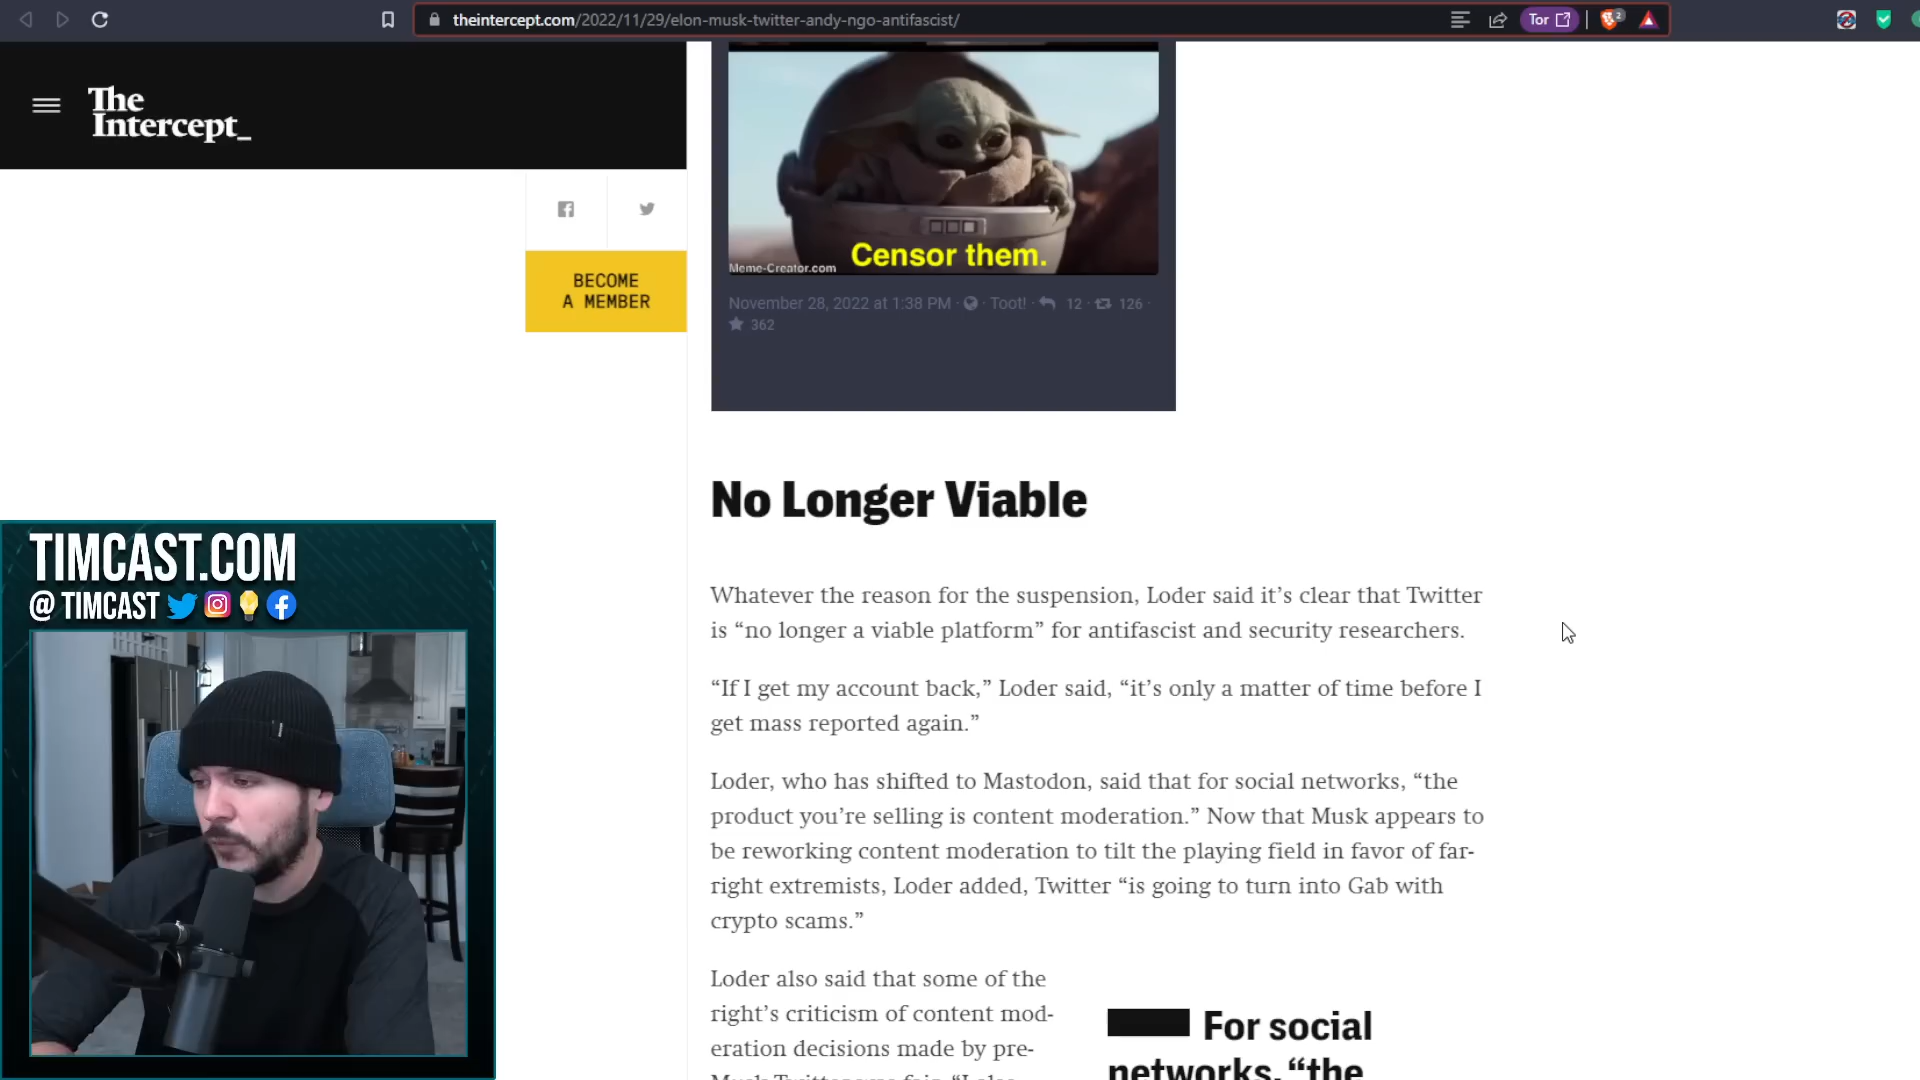 theintercept.com/2022/11/29/elon-musk-twitter-andy-ngo-antifascist/
Tor
2
The
Intercept_
BECOME
A MEMBER
Censor them.
Meme-Creator.com
November 28, 2022 at 1:38 PM · · Toot! · 12 · 126 ·
362
No Longer Viable
Whatever the reason for the suspension, Loder said it’s clear that Twitter
is “no longer a viable platform” for antifascist and security researchers.
“If I get my account back,” Loder said, “it’s only a matter of time before I
get mass reported again.”
Loder, who has shifted to Mastodon, said that for social networks, “the
product you’re selling is content moderation.” Now that Musk appears to
be reworking content moderation to tilt the playing field in favor of far-
right extremists, Loder added, Twitter “is going to turn into Gab with
crypto scams.”
Loder also said that some of the
right’s criticism of content mod-
eration decisions made by pre-
For social
networks, “the
TIMCAST.COM
@ TIMCAST